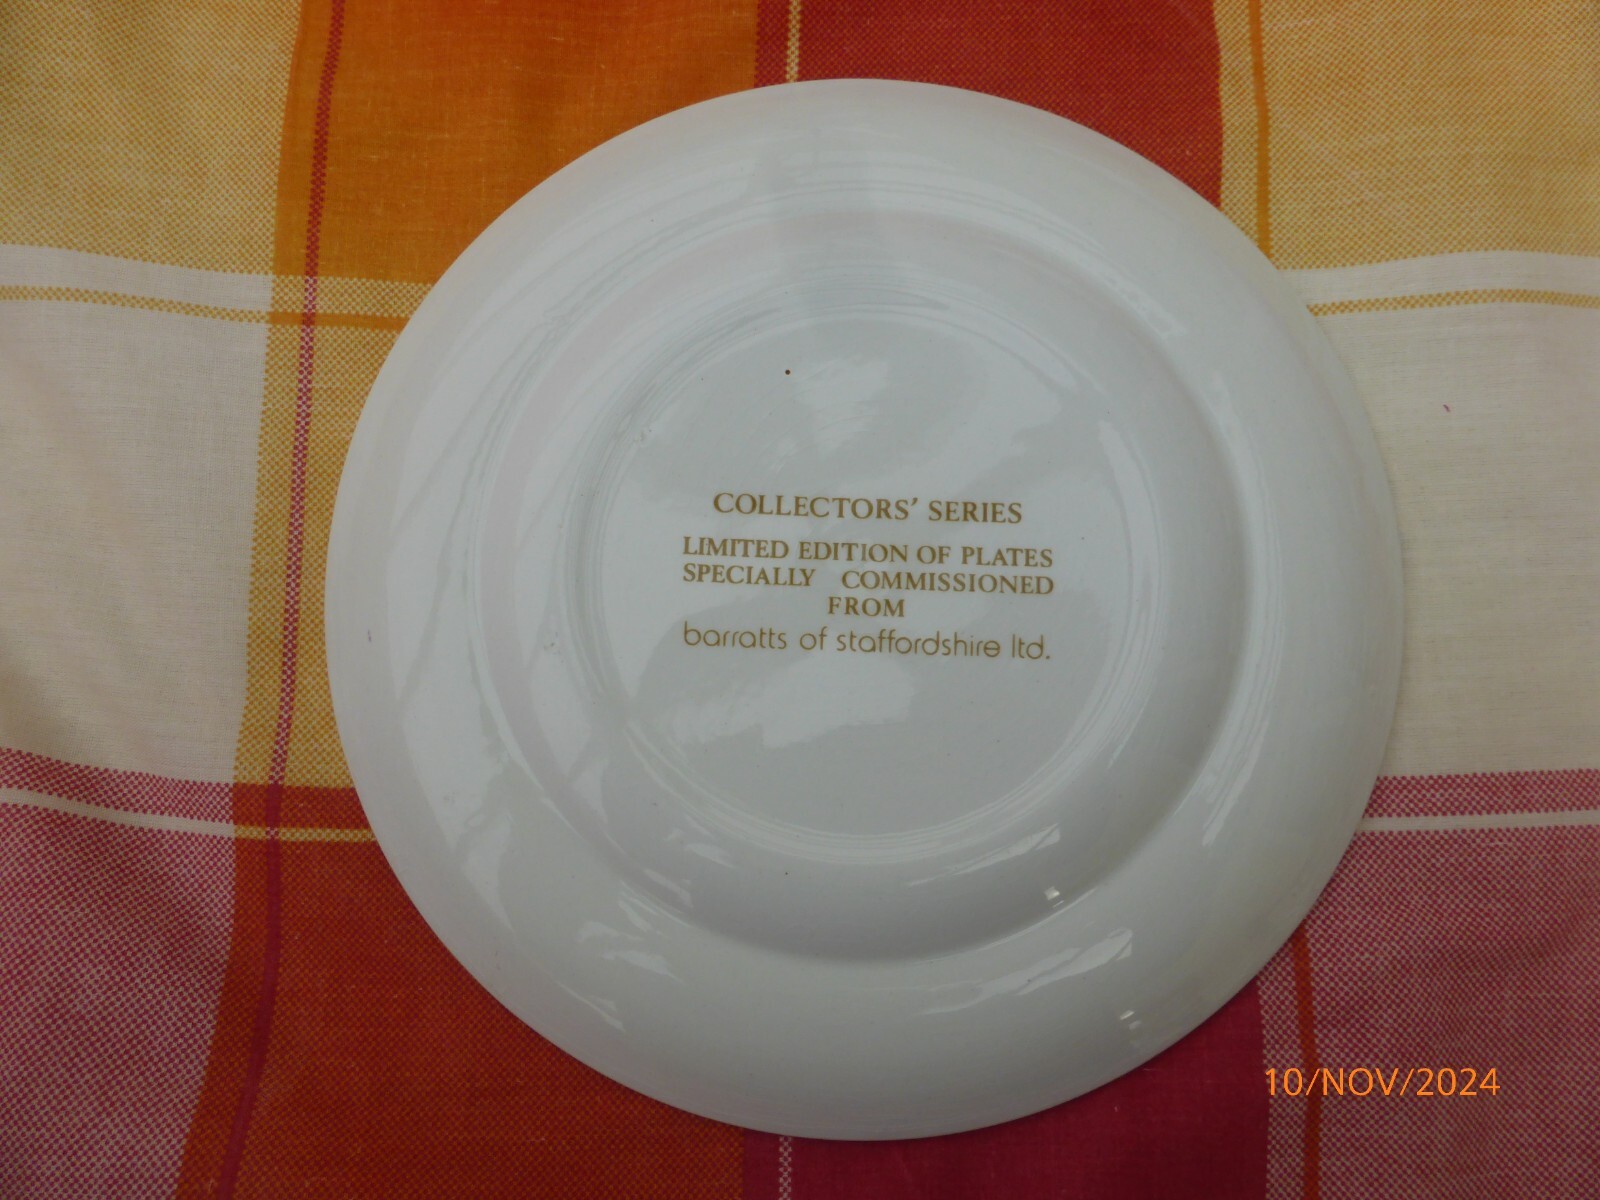 COLLECTORS' SERIES
LIMITED EDITION OF PLATES
SPECIALLY COMMISSIONED
FROM
barratts of staffordshire ltd.
10/NOV/2024